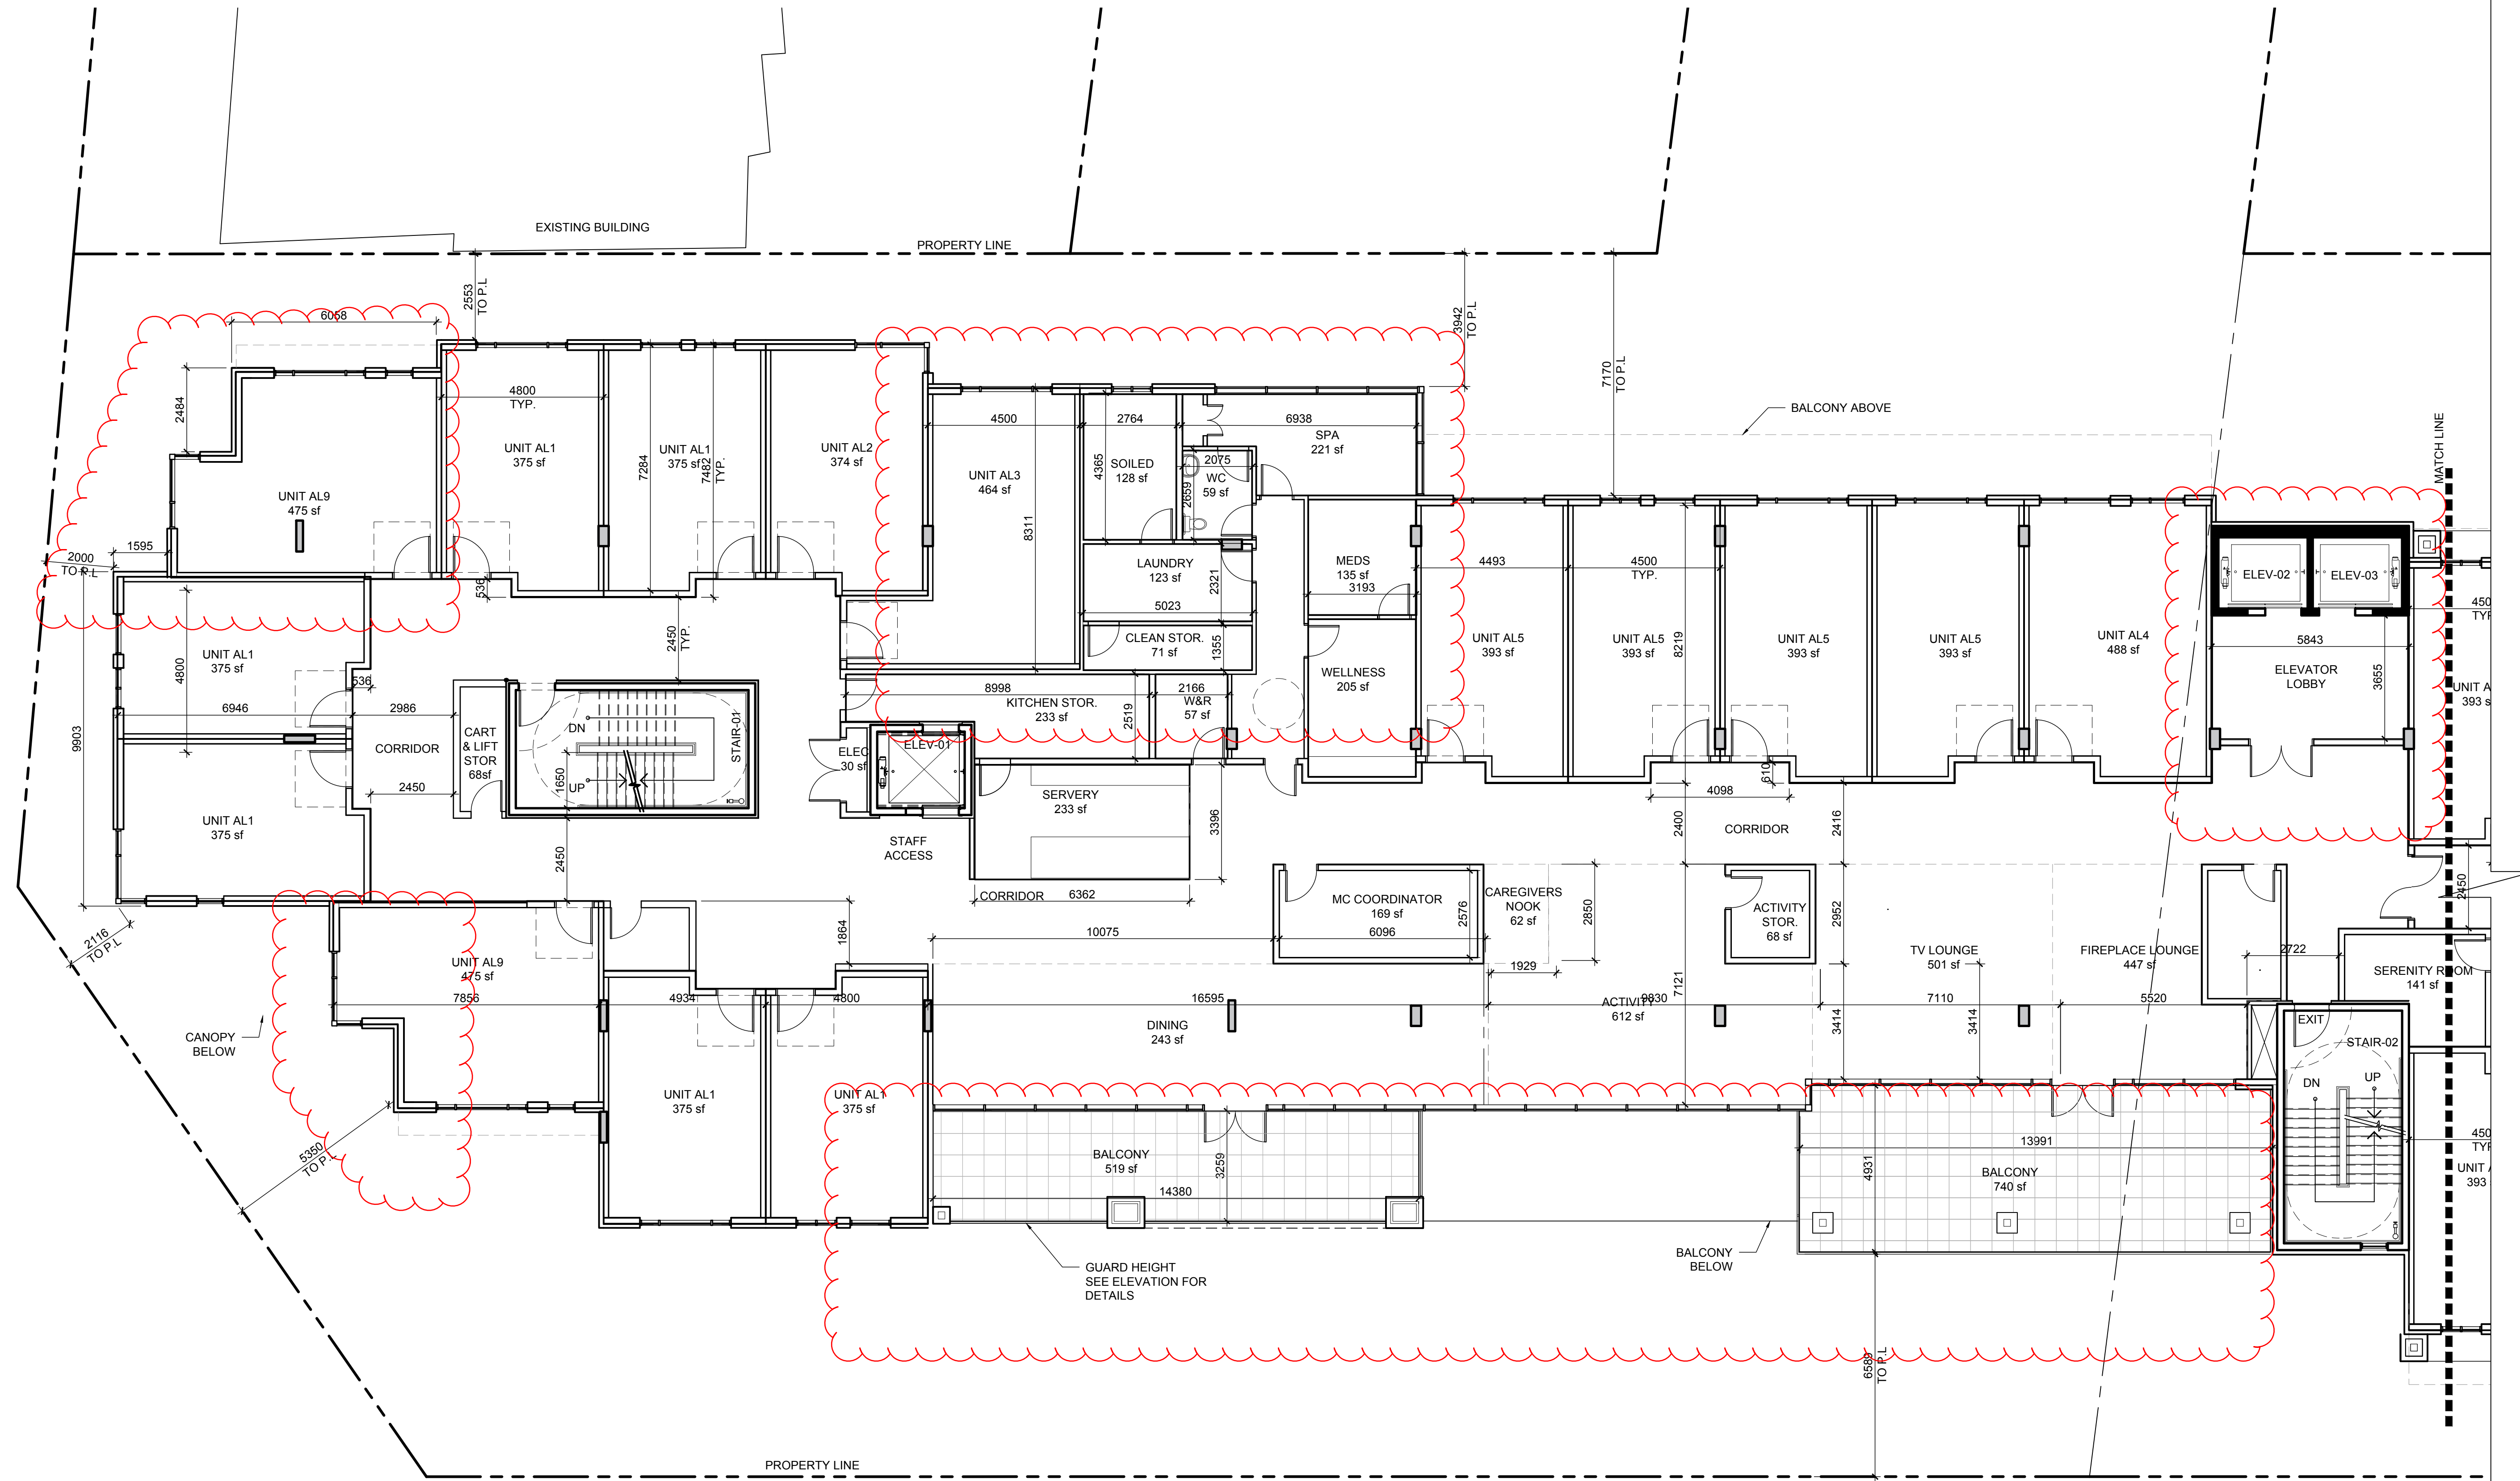 EXISTING BUILDING
PROPERTY LINE
2553
TO P.L
3942
TO P.L
7170
TO P.L
BALCONY ABOVE
MATCH LINE
6058
2484
4800
TYP.
UNIT AL1
375 sf
7284
UNIT AL1
375 sf
7482
TYP.
UNIT AL2
374 sf
UNIT AL9
475 sf
4500
UNIT AL3
464 sf
8311
2764
SOILED
128 sf
4365
6938
SPA
221 sf
2075
WC
59 sf
2659
LAUNDRY
123 sf
2321
5023
CLEAN STOR.
71 sf
1355
MEDS
135 sf
3193
WELLNESS
205 sf
4493
UNIT AL5
393 sf
4500
TYP.
UNIT AL5
393 sf
8219
UNIT AL5
393 sf
UNIT AL5
393 sf
UNIT AL4
488 sf
ELEV-02
ELEV-03
5843
ELEVATOR
LOBBY
3655
450
TYP
UNIT A
393 s
1595
2000
TO P.L
536
2450
TYP.
UNIT AL1
375 sf
4800
536
6946
2986
9903
CORRIDOR
2450
UNIT AL1
375 sf
CART
& LIFT
STOR
68sf
DN
UP
1650
STAIR-01
2450
8998
KITCHEN STOR.
233 sf
2519
2166
W&R
57 sf
ELEC
30 sf
ELEV-01
STAFF
ACCESS
SERVERY
233 sf
3396
CORRIDOR
6362
610
4098
2400
CORRIDOR
2416
2450
MC COORDINATOR
169 sf
2576
10075
6096
CAREGIVERS
NOOK
62 sf
2850
1929
ACTIVITY
STOR.
68 sf
2952
7121
TV LOUNGE
501 sf
FIREPLACE LOUNGE
447 sf
2722
SERENITY ROOM
141 sf
2116
TO P.L
1864
UNIT AL9
475 sf
7856
4934
4800
16595
DINING
243 sf
ACTIVITY
612 sf
9830
7110
5520
3414
3414
EXIT
STAIR-02
DN
UP
CANOPY
BELOW
UNIT AL1
375 sf
UNIT AL1
375 sf
5350
TO P.L
BALCONY
519 sf
3259
14380
13991
4931
BALCONY
740 sf
450
TYP
UNIT A
393
GUARD HEIGHT
SEE ELEVATION FOR
DETAILS
BALCONY
BELOW
6589
TO P.L
PROPERTY LINE